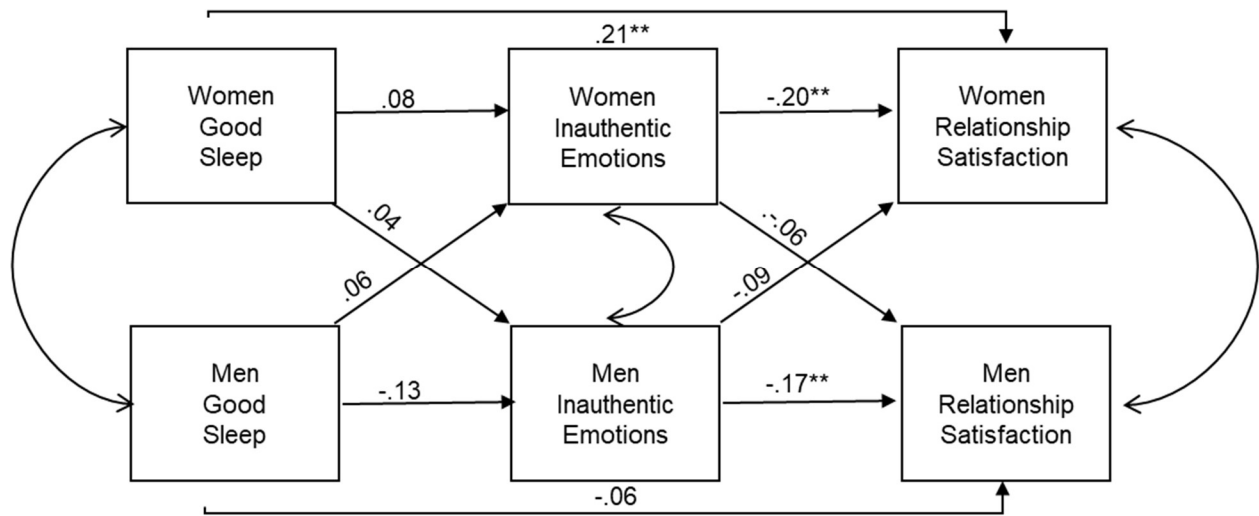 .21**
Women
Good
Sleep
.08
Women
Inauthentic
Emotions
-.20**
Women
Relationship
Satisfaction
.04
.06
.-.06
-.09
Men
Good
Sleep
-.13
Men
Inauthentic
Emotions
-.17**
Men
Relationship
Satisfaction
-.06